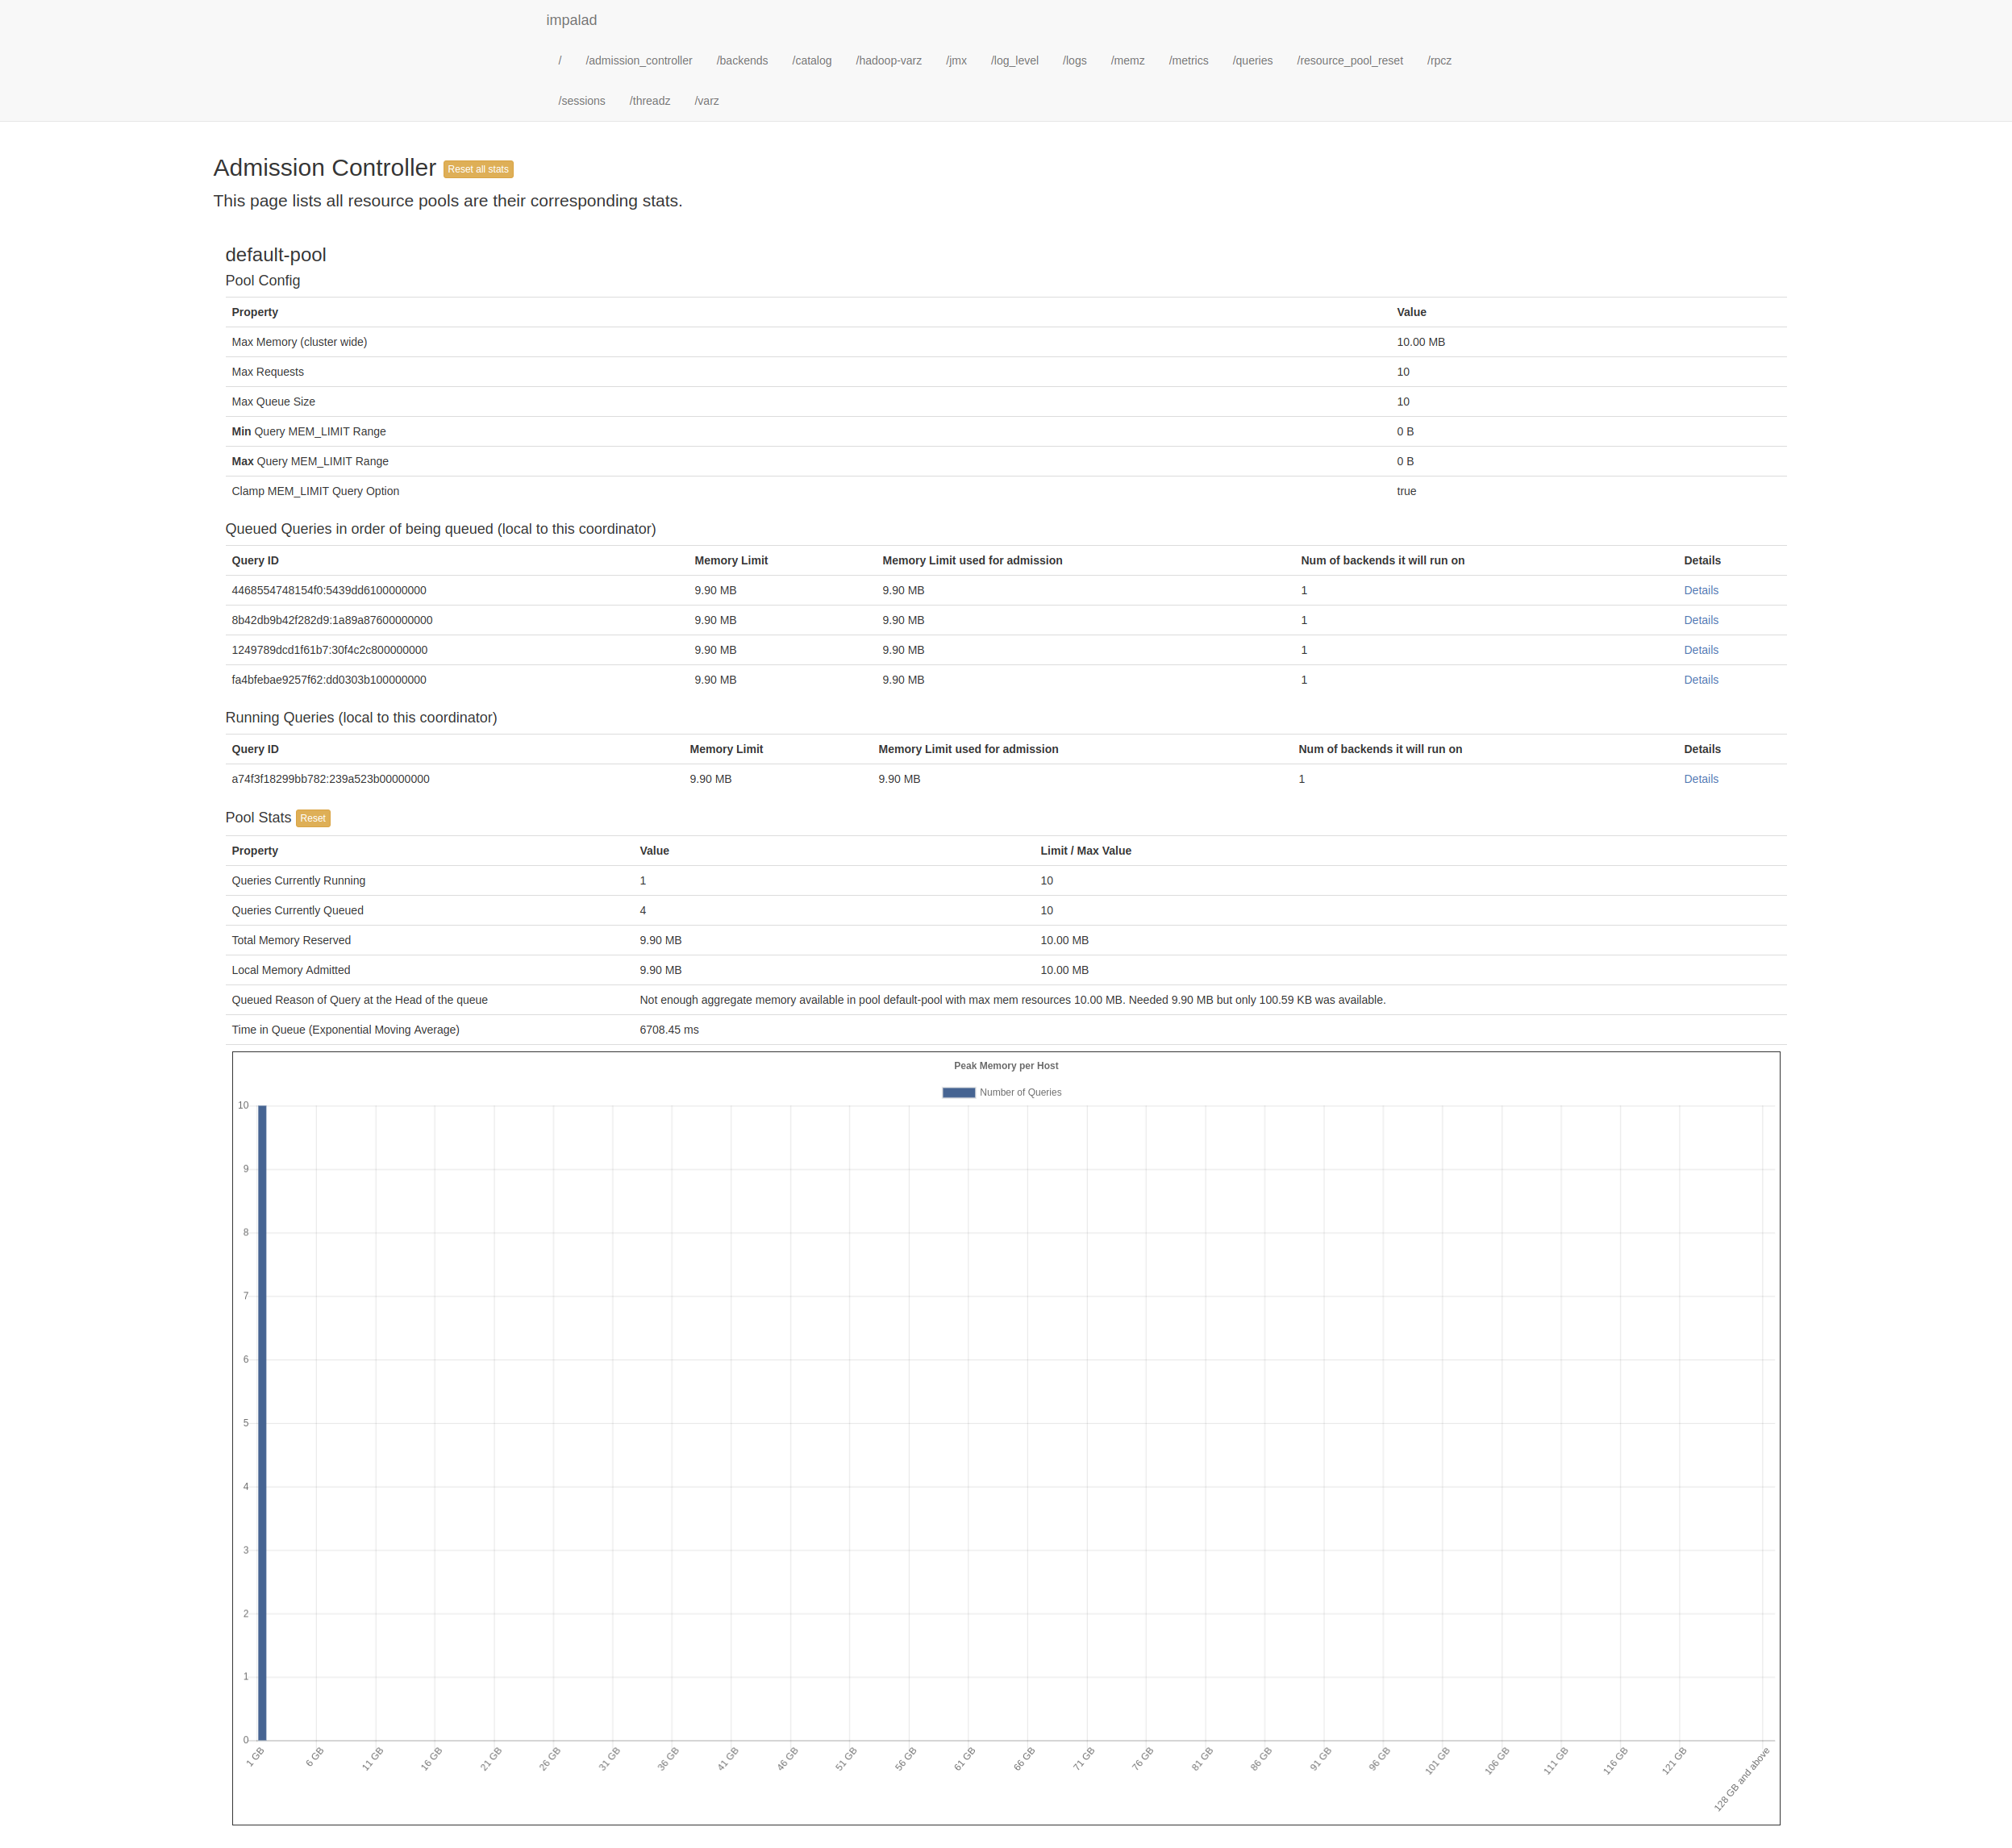 impalad
/ /admission_controller /backends /catalog /hadoop-varz /jmx /log_level /logs /memz /metrics /queries /resource_pool_reset /rpcz
/sessions /threadz /varz
Admission Controller Reset all stats
This page lists all resource pools are their corresponding stats.
default-pool
Pool Config
Property Value
Max Memory (cluster wide) 10.00 MB
Max Requests 10
Max Queue Size 10
Min Query MEM_LIMIT Range 0 B
Max Query MEM_LIMIT Range 0 B
Clamp MEM_LIMIT Query Option true
Queued Queries in order of being queued (local to this coordinator)
Query ID Memory Limit Memory Limit used for admission Num of backends it will run on Details
4468554748154f0:5439dd6100000000 9.90 MB 9.90 MB 1 Details
8b42db9b42f282d9:1a89a87600000000 9.90 MB 9.90 MB 1 Details
1249789dcd1f61b7:30f4c2c800000000 9.90 MB 9.90 MB 1 Details
fa4bfebae9257f62:dd0303b100000000 9.90 MB 9.90 MB 1 Details
Running Queries (local to this coordinator)
Query ID Memory Limit Memory Limit used for admission Num of backends it will run on Details
a74f3f18299bb782:239a523b00000000 9.90 MB 9.90 MB 1 Details
Pool Stats Reset
Property Value Limit / Max Value
Queries Currently Running 1 10
Queries Currently Queued 4 10
Total Memory Reserved 9.90 MB 10.00 MB
Local Memory Admitted 9.90 MB 10.00 MB
Queued Reason of Query at the Head of the queue Not enough aggregate memory available in pool default-pool with max mem resources 10.00 MB. Needed 9.90 MB but only 100.59 KB was available.
Time in Queue (Exponential Moving Average) 6708.45 ms
Peak Memory per Host
Number of Queries
10
9
8
7
6
5
4
3
2
1
0
1 GB 6 GB 11 GB 16 GB 21 GB 26 GB 31 GB 36 GB 41 GB 46 GB 51 GB 56 GB 61 GB 66 GB 71 GB 76 GB 81 GB 86 GB 91 GB 96 GB 101 GB 106 GB 111 GB 116 GB 121 GB 128 GB and above